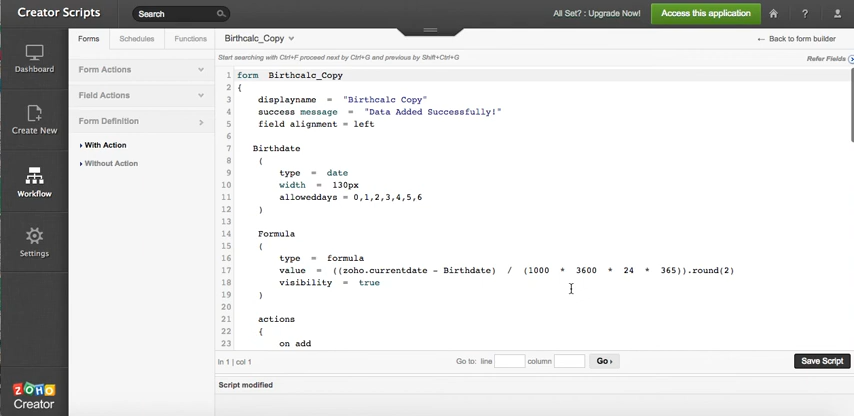 Creator Scripts
Search
All Set? : Upgrade Now!
Access this application
?
Dashboard
Create New
Workflow
Settings
ZOHO
Creator
Forms
Schedules
Functions
Form Actions
Field Actions
Form Definition
With Action
Without Action
Birthcalc_Copy
← Back to form builder
Start searching with Ctrl+F proceed next by Ctrl+G and previous by Shift+Ctrl+G
Refer Fields
1 form Birthcalc_Copy
2 {
3 displayname = "Birthcalc Copy"
4 success message = "Data Added Successfully!"
5 field alignment = left
6
7 Birthdate
8 (
9 type = date
10 width = 130px
11 alloweddays = 0,1,2,3,4,5,6
12 )
13
14 Formula
15 (
16 type = formula
17 value = ((zoho.currentdate - Birthdate) / (1000 * 3600 * 24 * 365)).round(2)
18 visibility = true
19 )
20
21 actions
22 {
23 on add
ln 1 | col 1
Go to: line
column
Go ›
Save Script
Script modified